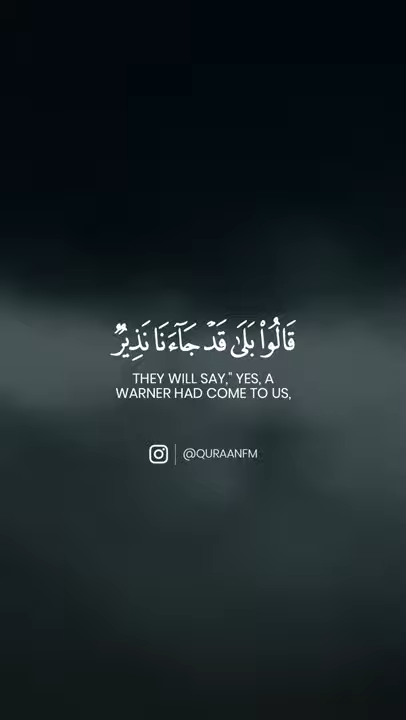 قَالُوا۟ بَلَىٰ قَدْ جَآءَنَا نَذِيرٌ
THEY WILL SAY," YES, A
WARNER HAD COME TO US,
@QURAANFM